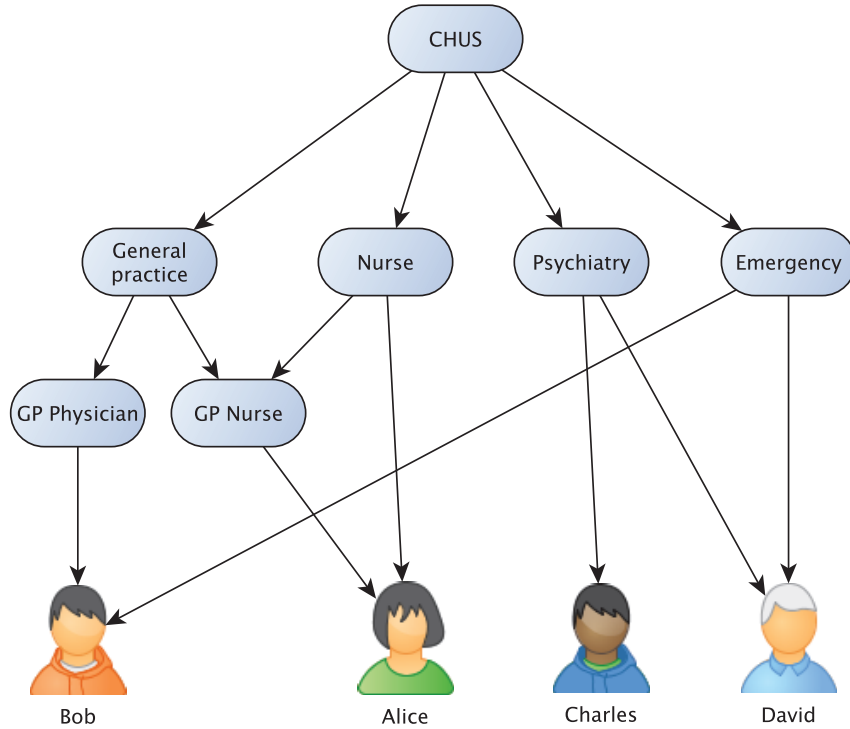 CHUS
General
practice
Nurse
Psychiatry
Emergency
GP Physician
GP Nurse
Bob
Alice
Charles
David